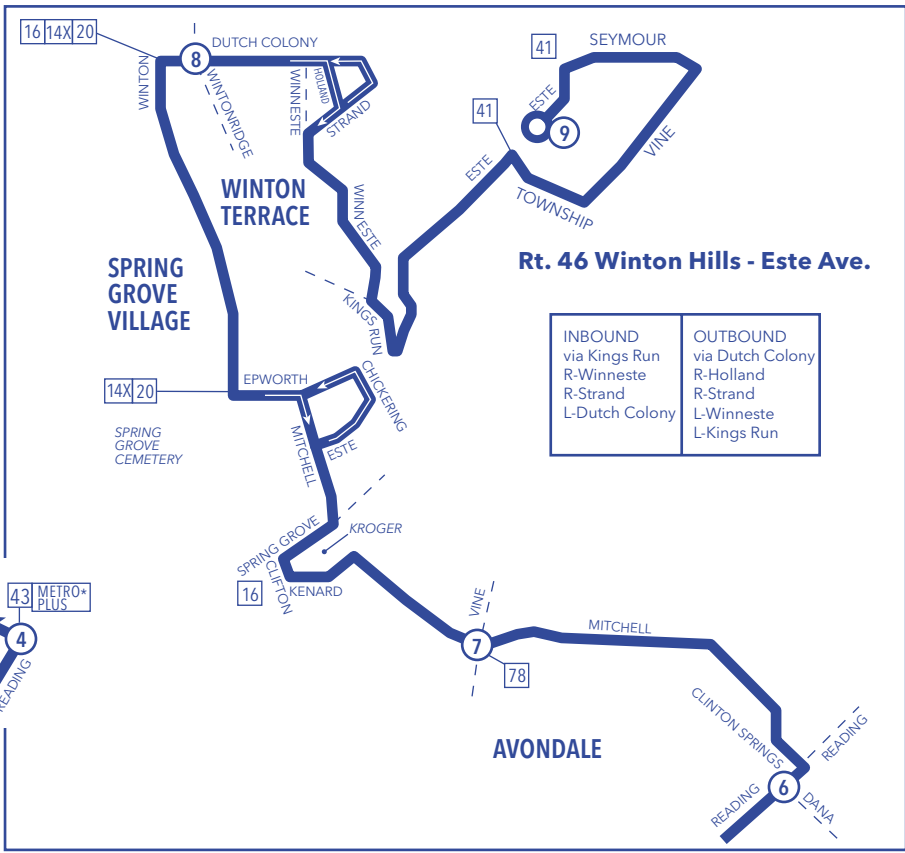 16 14X 20
8
DUTCH COLONY
WINTON
WINTONRIDGE
WINNESTE
HOLLAND
STRAND
41
SEYMOUR
ESTE
9
41
VINE
ESTE
TOWNSHIP
WINTON
TERRACE
WINNESTE
SPRING
GROVE
VILLAGE
KINGS RUN
Rt. 46 Winton Hills - Este Ave.
INBOUND
via Kings Run
R-Winneste
R-Strand
L-Dutch Colony
OUTBOUND
via Dutch Colony
R-Holland
R-Strand
L-Winneste
L-Kings Run
14X 20
EPWORTH
CHICKERING
SPRING
GROVE
CEMETERY
MITCHELL
ESTE
SPRING GROVE
KROGER
CLIFTON
16
KENARD
43 METRO*
PLUS
4
READING
VINE
7
78
MITCHELL
AVONDALE
CLINTON SPRINGS
READING
6
READING
DANA